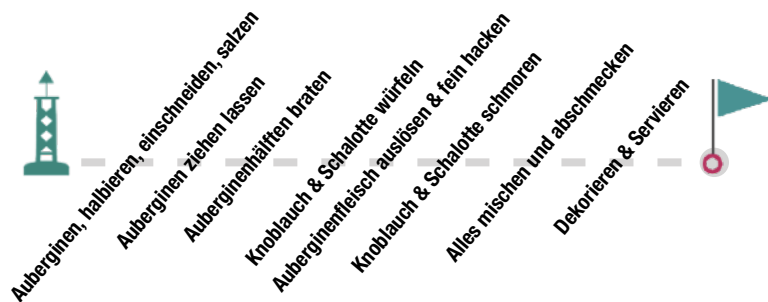 Auberginen, halbieren, einschneiden, salzen
Auberginen ziehen lassen
Auberginenhälften braten
Knoblauch & Schalotte würfeln
Auberginenfleisch auslösen & fein hacken
Knoblauch & Schalotte schmoren
Alles mischen und abschmecken
Dekorieren & Servieren